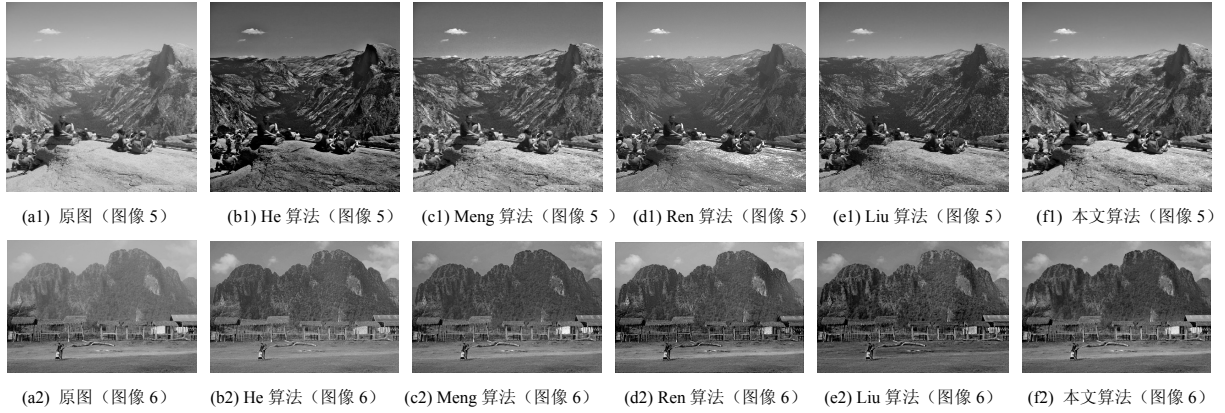 (a1) 原图（图像 5） (b1) He 算法（图像 5） (c1) Meng 算法（图像 5 ） (d1) Ren 算法（图像 5） (e1) Liu 算法（图像 5） (f1) 本文算法（图像 5）
(a2) 原图（图像 6） (b2) He 算法（图像 6） (c2) Meng 算法（图像 6） (d2) Ren 算法（图像 6） (e2) Liu 算法（图像 6） (f2) 本文算法（图像 6）